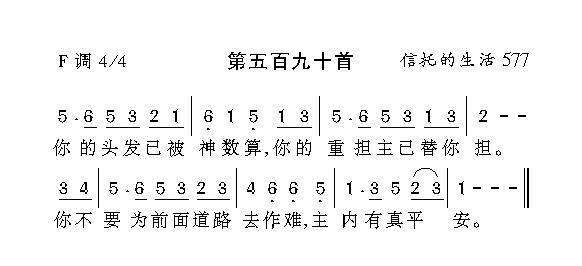 F 调 4/4 第五百九十首 信托的生活 577
5 . 6 5 3 2 1 | 6 1 5 1 3 | 5 . 6 5 3 1 3 | 2 - -
你的头发已被神数算,你的重担主已替你担。
3 4 | 5 . 6 5 3 2 3 | 4 6 6 5 | 1 . 3 5 2 3 | 1 - - - ‖
你不要为前面道路去作难,主内有真平安。